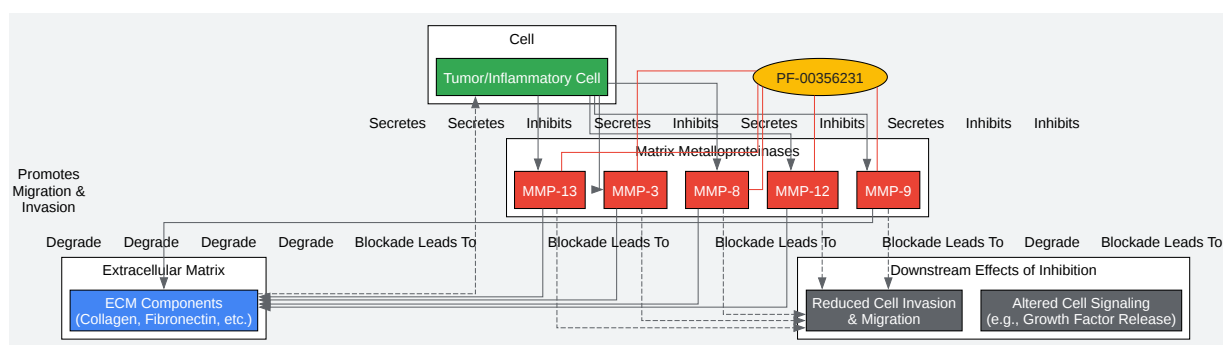 Cell
Tumor/Inflammatory Cell
PF-00356231
Secretes Secretes Inhibits Secretes Inhibits Secretes Inhibits Secretes Inhibits Inhibits
Matrix Metalloproteinases
MMP-13 MMP-3 MMP-8 MMP-12 MMP-9
Promotes
Migration &
Invasion
Degrade Degrade Degrade Degrade Blockade Leads To Blockade Leads To Blockade Leads To Blockade Leads To Degrade Blockade Leads To
Extracellular Matrix
ECM Components
(Collagen, Fibronectin, etc.)
Downstream Effects of Inhibition
Reduced Cell Invasion
& Migration
Altered Cell Signaling
(e.g., Growth Factor Release)